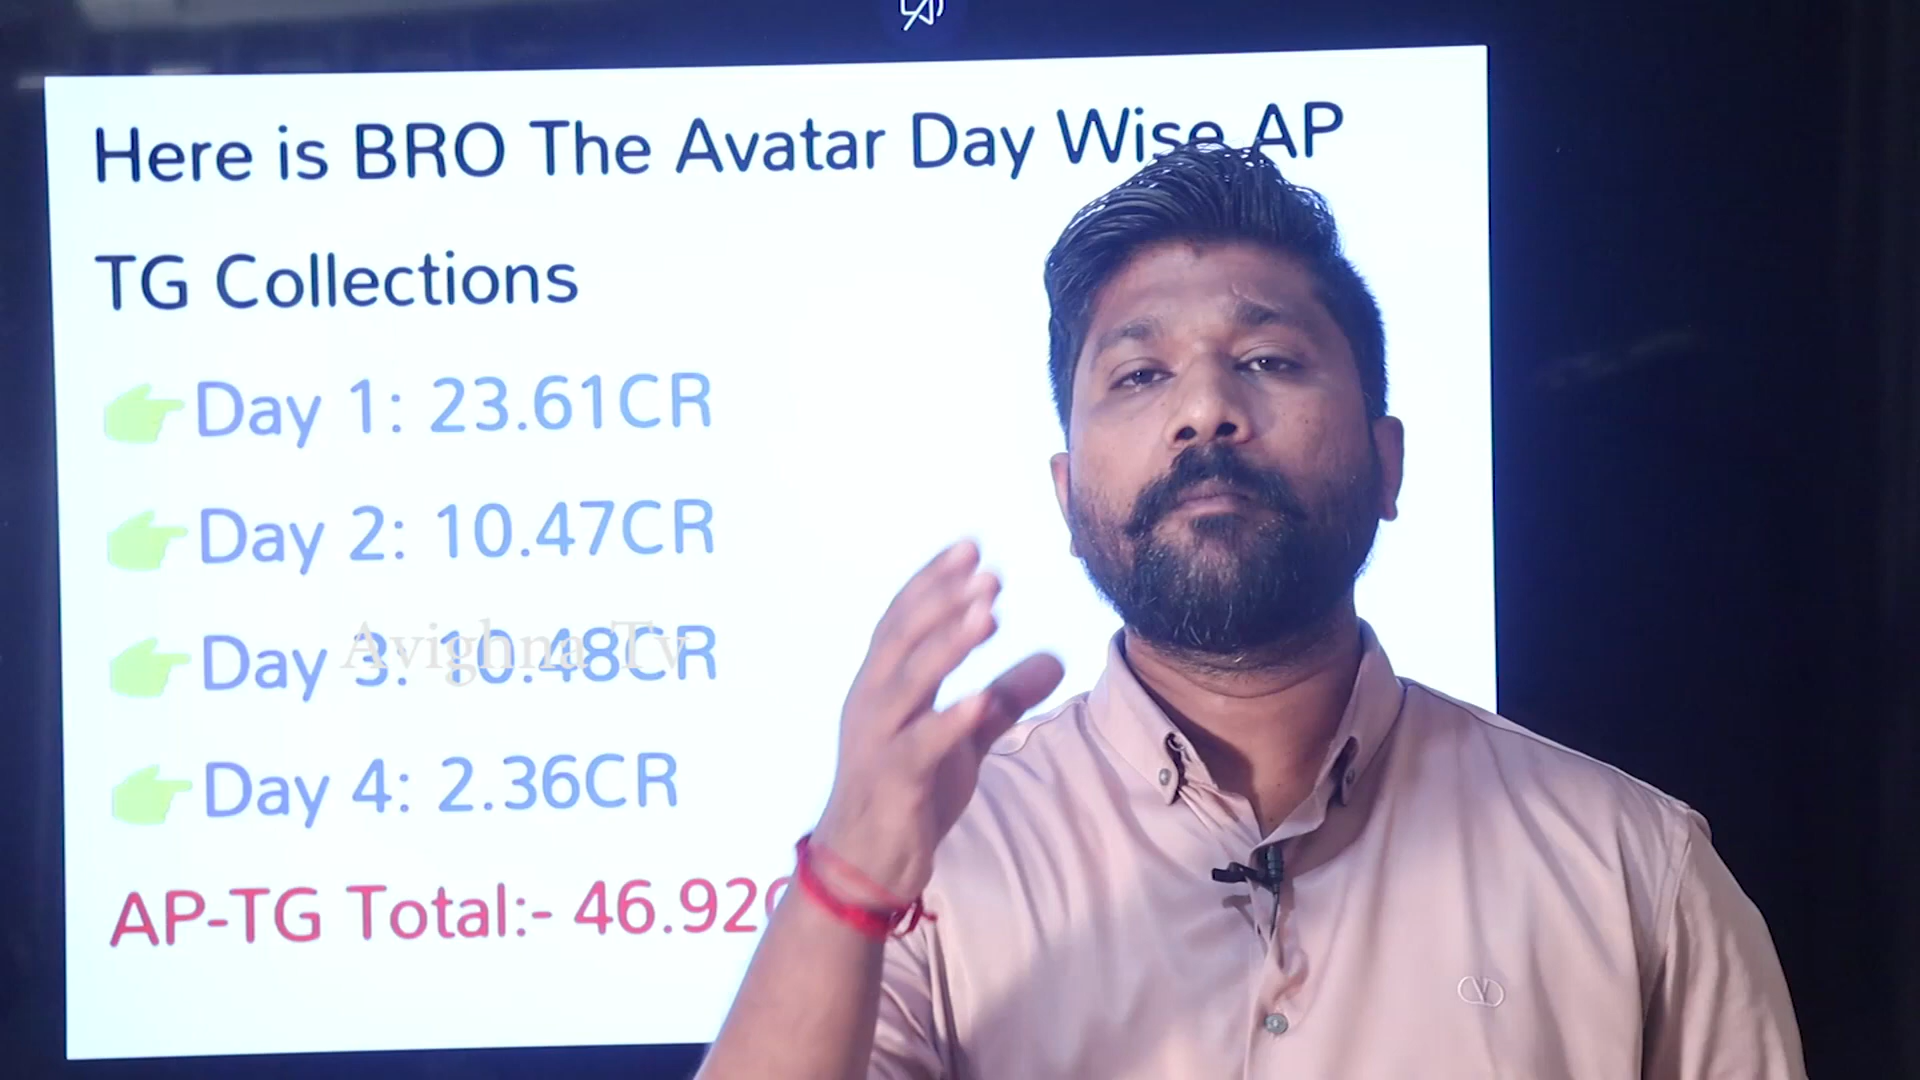 Here is BRO The Avatar Day Wise AP
TG Collections
Day 1: 23.61CR
Day 2: 10.47CR
Day 3: 10.48CR
Avighna Tv
Day 4: 2.36CR
AP-TG Total:- 46.92C